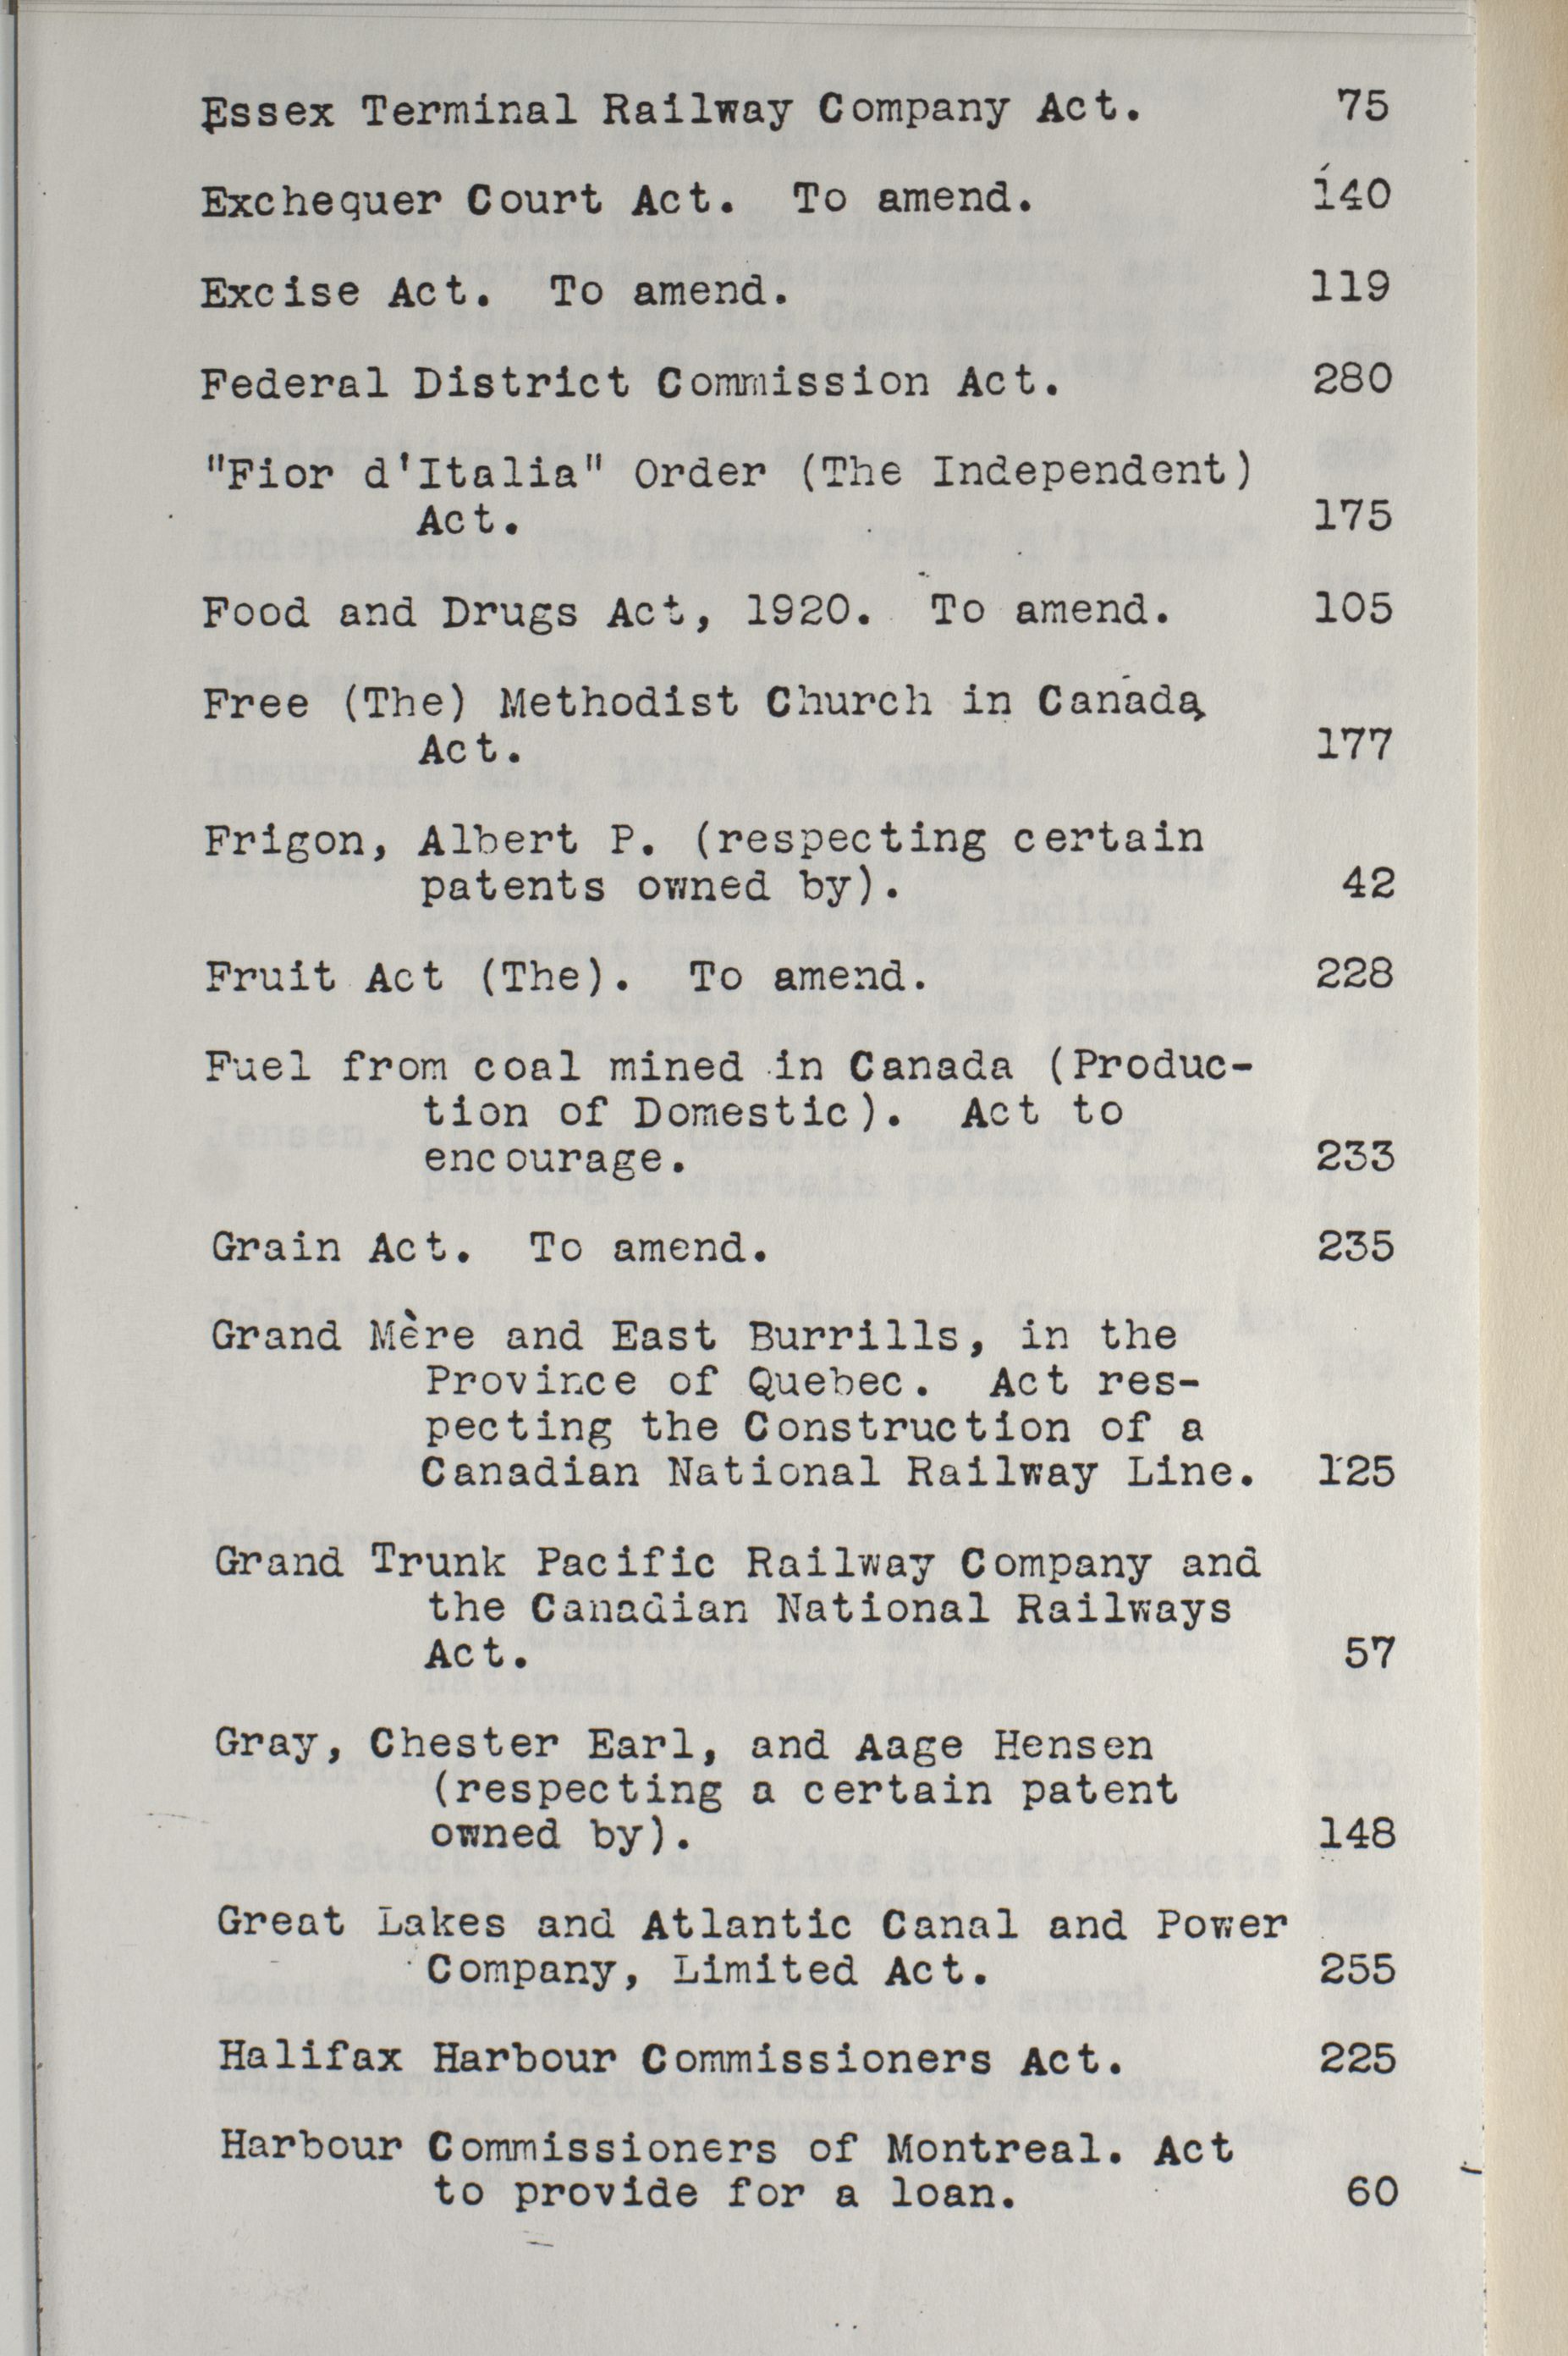 Essex Terminal Railway Company Act. 75
Exchequer Court Act. To amend. 140
Excise Act. To amend. 119
Federal District Commission Act. 280
"Fior d'Italia" Order (The Independent)
Act. 175
Food and Drugs Act, 1920. To amend. 105
Free (The) Methodist Church in Canada
Act. 177
Frigon, Albert P. (respecting certain
patents owned by). 42
Fruit Act (The). To amend. 228
Fuel from coal mined in Canada (Produc-
tion of Domestic). Act to
encourage. 233
Grain Act. To amend. 235
Grand Mère and East Burrills, in the
Province of Quebec. Act res-
pecting the Construction of a
Canadian National Railway Line. 125
Grand Trunk Pacific Railway Company and
the Canadian National Railways
Act. 57
Gray, Chester Earl, and Aage Hensen
(respecting a certain patent
owned by). 148
Great Lakes and Atlantic Canal and Power
Company, Limited Act. 255
Halifax Harbour Commissioners Act. 225
Harbour Commissioners of Montreal. Act
to provide for a loan. 60